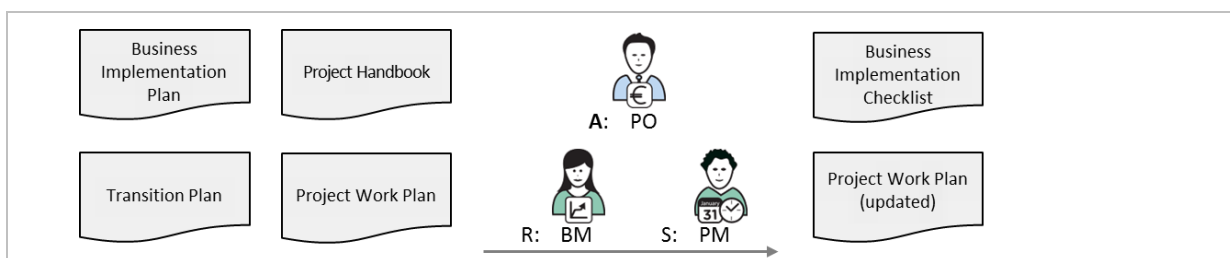 Business
Implementation
Plan
Project Handbook
Business
Implementation
Checklist
A: PO
Transition Plan
Project Work Plan
January
31
Project Work Plan
(updated)
R: BM
S: PM